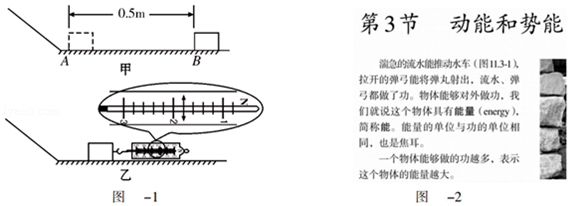 0.5m
A
B
甲
3
2
1
N
乙
图 -1
第3节 动能和势能
湍急的流水能推动水车(图11.3-1),
拉开的弹弓能将弹丸射出,流水、弹
弓都做了功。物体能够对外做功,我
们就说这个物体具有能量(energy),
简称能。能量的单位与功的单位相
同,也是焦耳。
一个物体能够做的功越多,表示
这个物体的能量越大。
图 -2